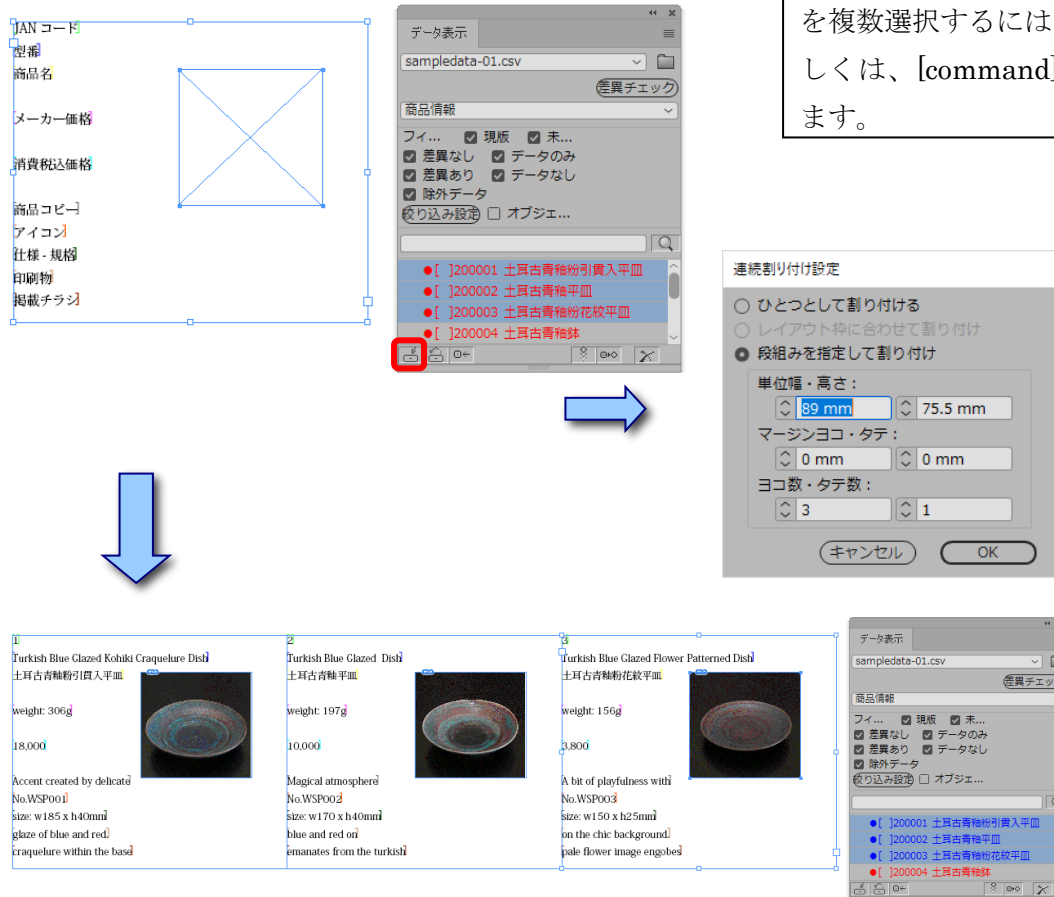 を複数選択するには
しくは、[command]
ます。
JAN コード
型番
商品名
メーカー価格
消費税込価格
商品コピー
アイコン
仕様 - 規格
印刷物
掲載チラシ
データ表示
sampledata-01.csv
差異チェック
商品情報
フィ... 現版 未...
差異なし データのみ
差異あり データなし
除外データ
絞り込み設定 オブジェ...
●[ ]200001 土耳古青釉粉引貫入平皿
●[ ]200002 土耳古青釉平皿
●[ ]200003 土耳古青釉粉花紋平皿
●[ ]200004 土耳古青釉鉢
連続割り付け設定
ひとつとして割り付ける
レイアウト枠に合わせて割り付け
段組みを指定して割り付け
単位幅・高さ：
89 mm 75.5 mm
マージンヨコ・タテ：
0 mm 0 mm
ヨコ数・タテ数：
3 1
キャンセル OK
1
Turkish Blue Glazed Kohiki Craquelure Dish
土耳古青釉粉引貫入平皿
weight: 306g
18,000
Accent created by delicate
No.WSP001
size: w185 x h40mm
glaze of blue and red.
craquelure within the base
2
Turkish Blue Glazed Dish
土耳古青釉平皿
weight: 197g
10,000
Magical atmosphere
No.WSP002
size: w170 x h40mm
blue and red on
emanates from the turkish
3
Turkish Blue Glazed Flower Patterned Dish
土耳古青釉粉花紋平皿
weight: 156g
3,800
A bit of playfulness with
No.WSP003
size: w150 x h25mm
on the chic background.
pale flower image engobes
データ表示
sampledata-01.csv
差異チェッ
商品情報
フィ... 現版 未...
差異なし データのみ
差異あり データなし
除外データ
絞り込み設定 オブジェ...
●[ ]200001 土耳古青釉粉引貫入平皿
●[ ]200002 土耳古青釉平皿
●[ ]200003 土耳古青釉粉花紋平皿
●[ ]200004 土耳古青釉鉢